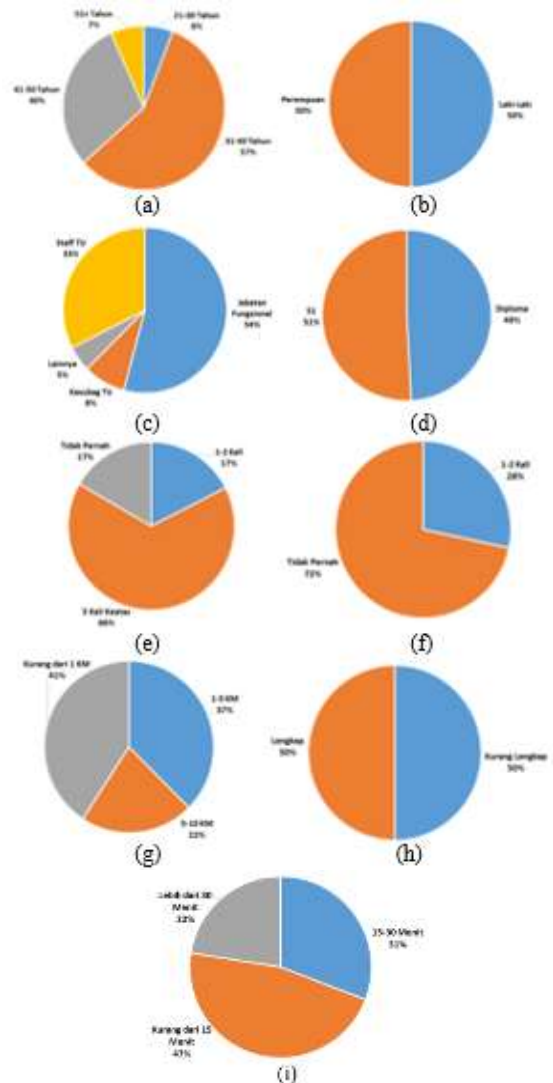 51+ Tahun
7%
21-30 Tahun
6%
41-50 Tahun
30%
31-40 Tahun
57%
(a)
Perempuan
50%
Laki-Laki
50%
(b)
Staff TU
33%
Jabatan
Fungsional
54%
Lainnya
5%
Kasubag TU
8%
(c)
S1
51%
Diploma
49%
(d)
Tidak Pernah
17%
1-2 Kali
17%
3 Kali Keatas
66%
(e)
1-2 Kali
28%
Tidak Pernah
72%
(f)
Kurang dari 1 KM
41%
1-5 KM
37%
5-10 KM
22%
(g)
Lengkap
50%
Kurang Lengkap
50%
(h)
Lebih dari 30
Menit
22%
15-30 Menit
31%
Kurang dari 15
Menit
47%
(i)